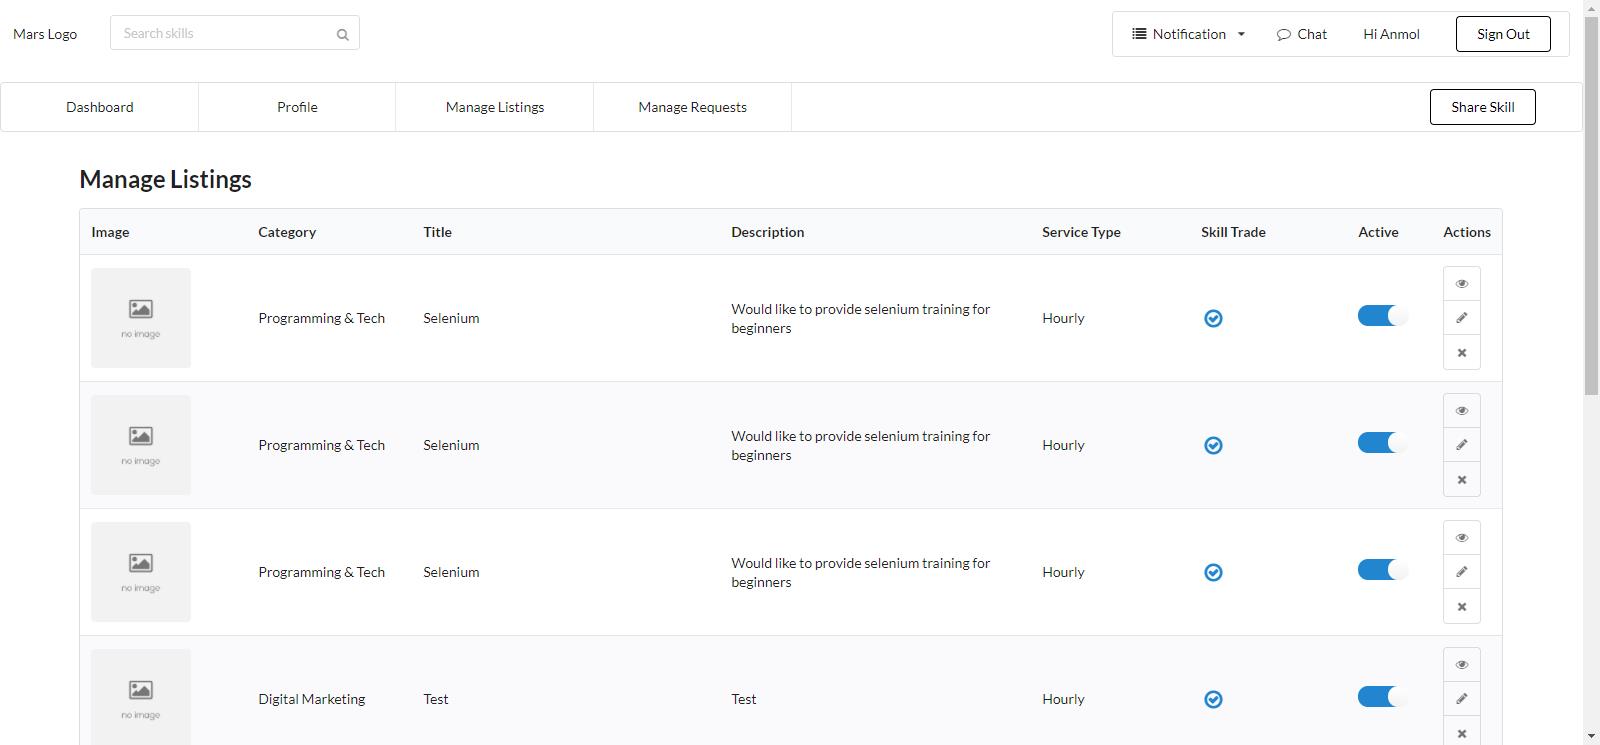 Mars Logo
Search skills
Notification
Chat
Hi Anmol
Sign Out
Dashboard
Profile
Manage Listings
Manage Requests
Share Skill
Manage Listings
Image
Category
Title
Description
Service Type
Skill Trade
Active
Actions
no image
Programming & Tech
Selenium
Would like to provide selenium training for
beginners
Hourly
no image
Programming & Tech
Selenium
Would like to provide selenium training for
beginners
Hourly
no image
Programming & Tech
Selenium
Would like to provide selenium training for
beginners
Hourly
no image
Digital Marketing
Test
Test
Hourly